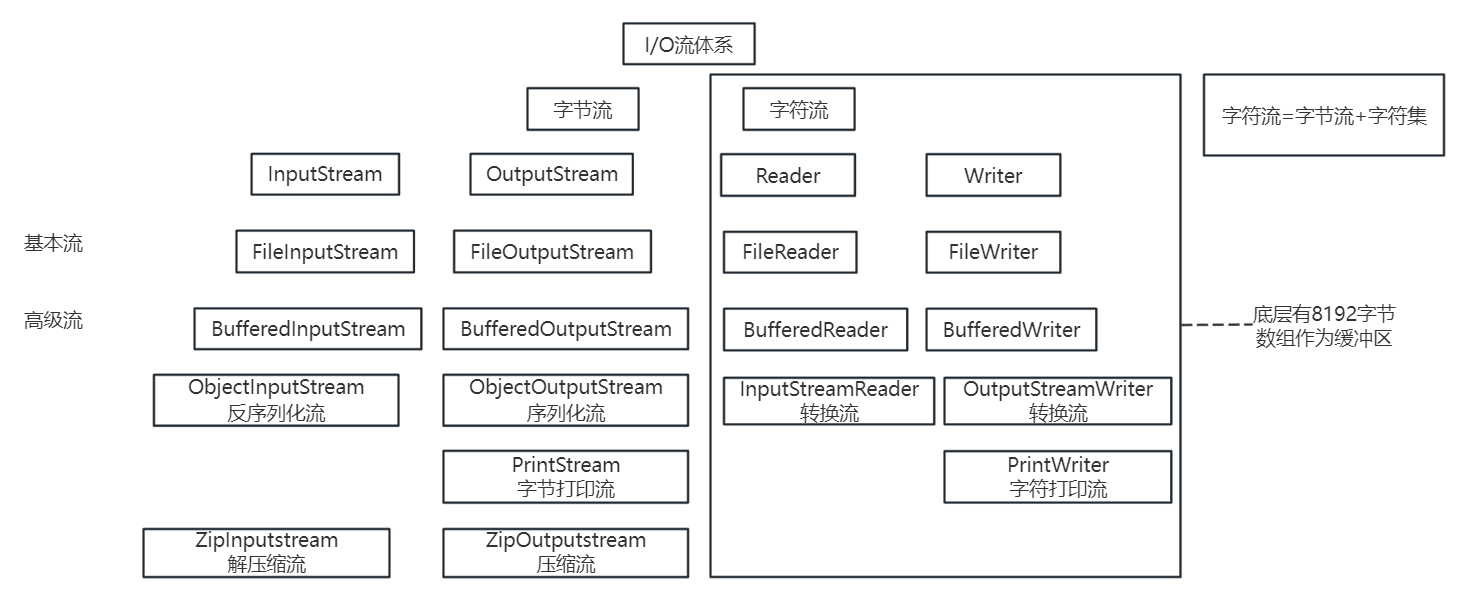 I/O流体系
字节流
字符流
字符流=字节流+字符集
InputStream
OutputStream
Reader
Writer
基本流
FileInputStream
FileOutputStream
FileReader
FileWriter
高级流
BufferedInputStream
BufferedOutputStream
BufferedReader
BufferedWriter
底层有8192字节
数组作为缓冲区
ObjectInputStream
反序列化流
ObjectOutputStream
序列化流
InputStreamReader
转换流
OutputStreamWriter
转换流
PrintStream
字节打印流
PrintWriter
字符打印流
ZipInputstream
解压缩流
ZipOutputstream
压缩流